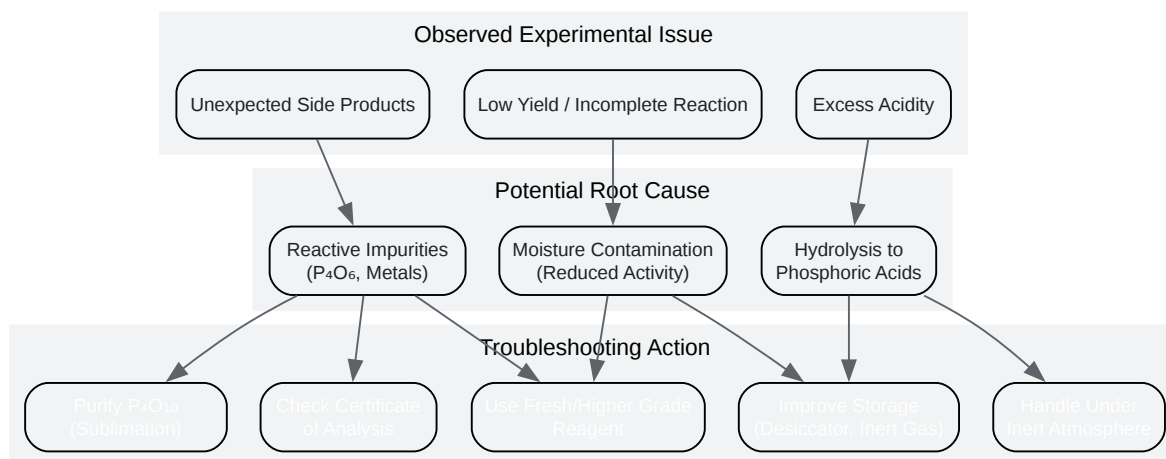 Observed Experimental Issue
Unexpected Side Products
Low Yield / Incomplete Reaction
Excess Acidity
Potential Root Cause
Reactive Impurities
(P₄O₆, Metals)
Moisture Contamination
(Reduced Activity)
Hydrolysis to
Phosphoric Acids
Troubleshooting Action
Purify P₄O₁₀
(Sublimation)
Check Certificate
of Analysis
Use Fresh/Higher Grade
Reagent
Improve Storage
(Desiccator, Inert Gas)
Handle Under
Inert Atmosphere